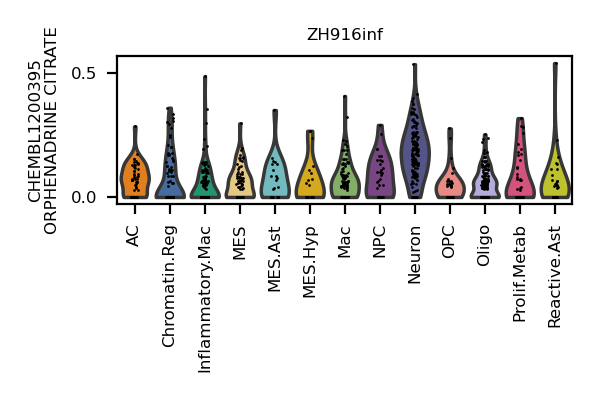 ZH916inf
CHEMBL1200395
ORPHENADRINE CITRATE
0.5
0.0
AC
Chromatin.Reg
Inflammatory.Mac
MES
MES.Ast
MES.Hyp
Mac
NPC
Neuron
OPC
Oligo
Prolif.Metab
Reactive.Ast